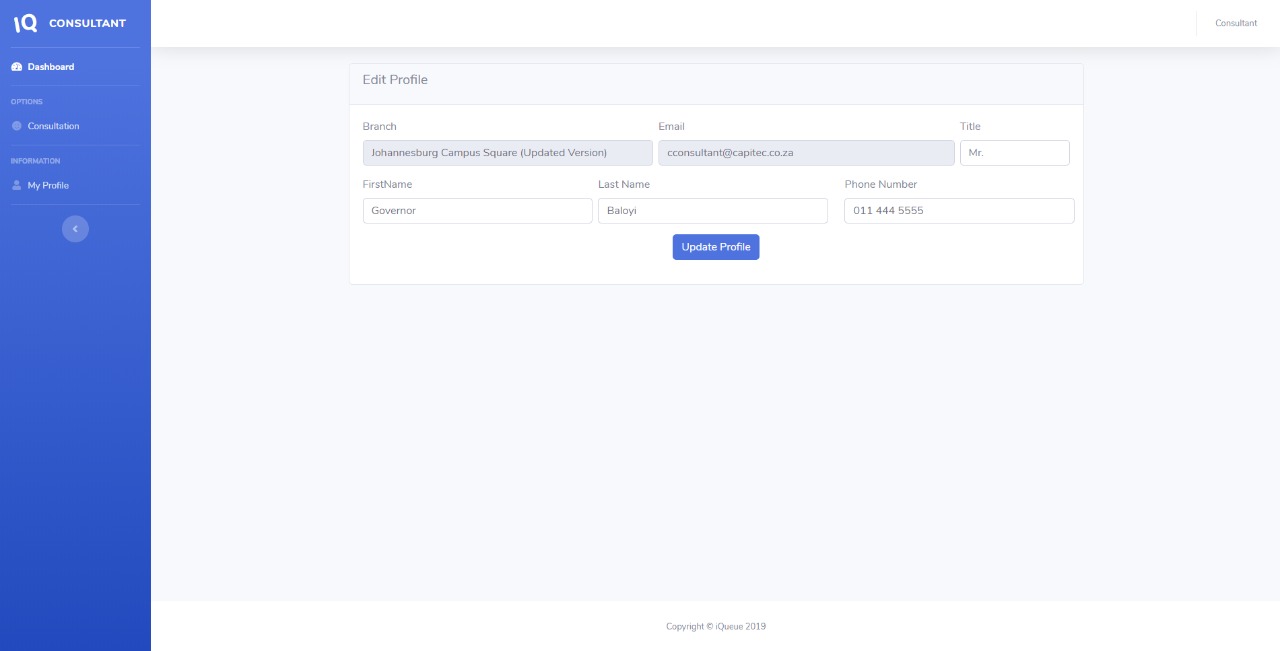 iQ CONSULTANT
Consultant
Dashboard
OPTIONS
Consultation
INFORMATION
My Profile
Edit Profile
Branch Email Title
Johannesburg Campus Square (Updated Version) cconsultant@capitec.co.za Mr.
FirstName Last Name Phone Number
Governor Baloyi 011 444 5555
Update Profile
Copyright © iQueue 2019